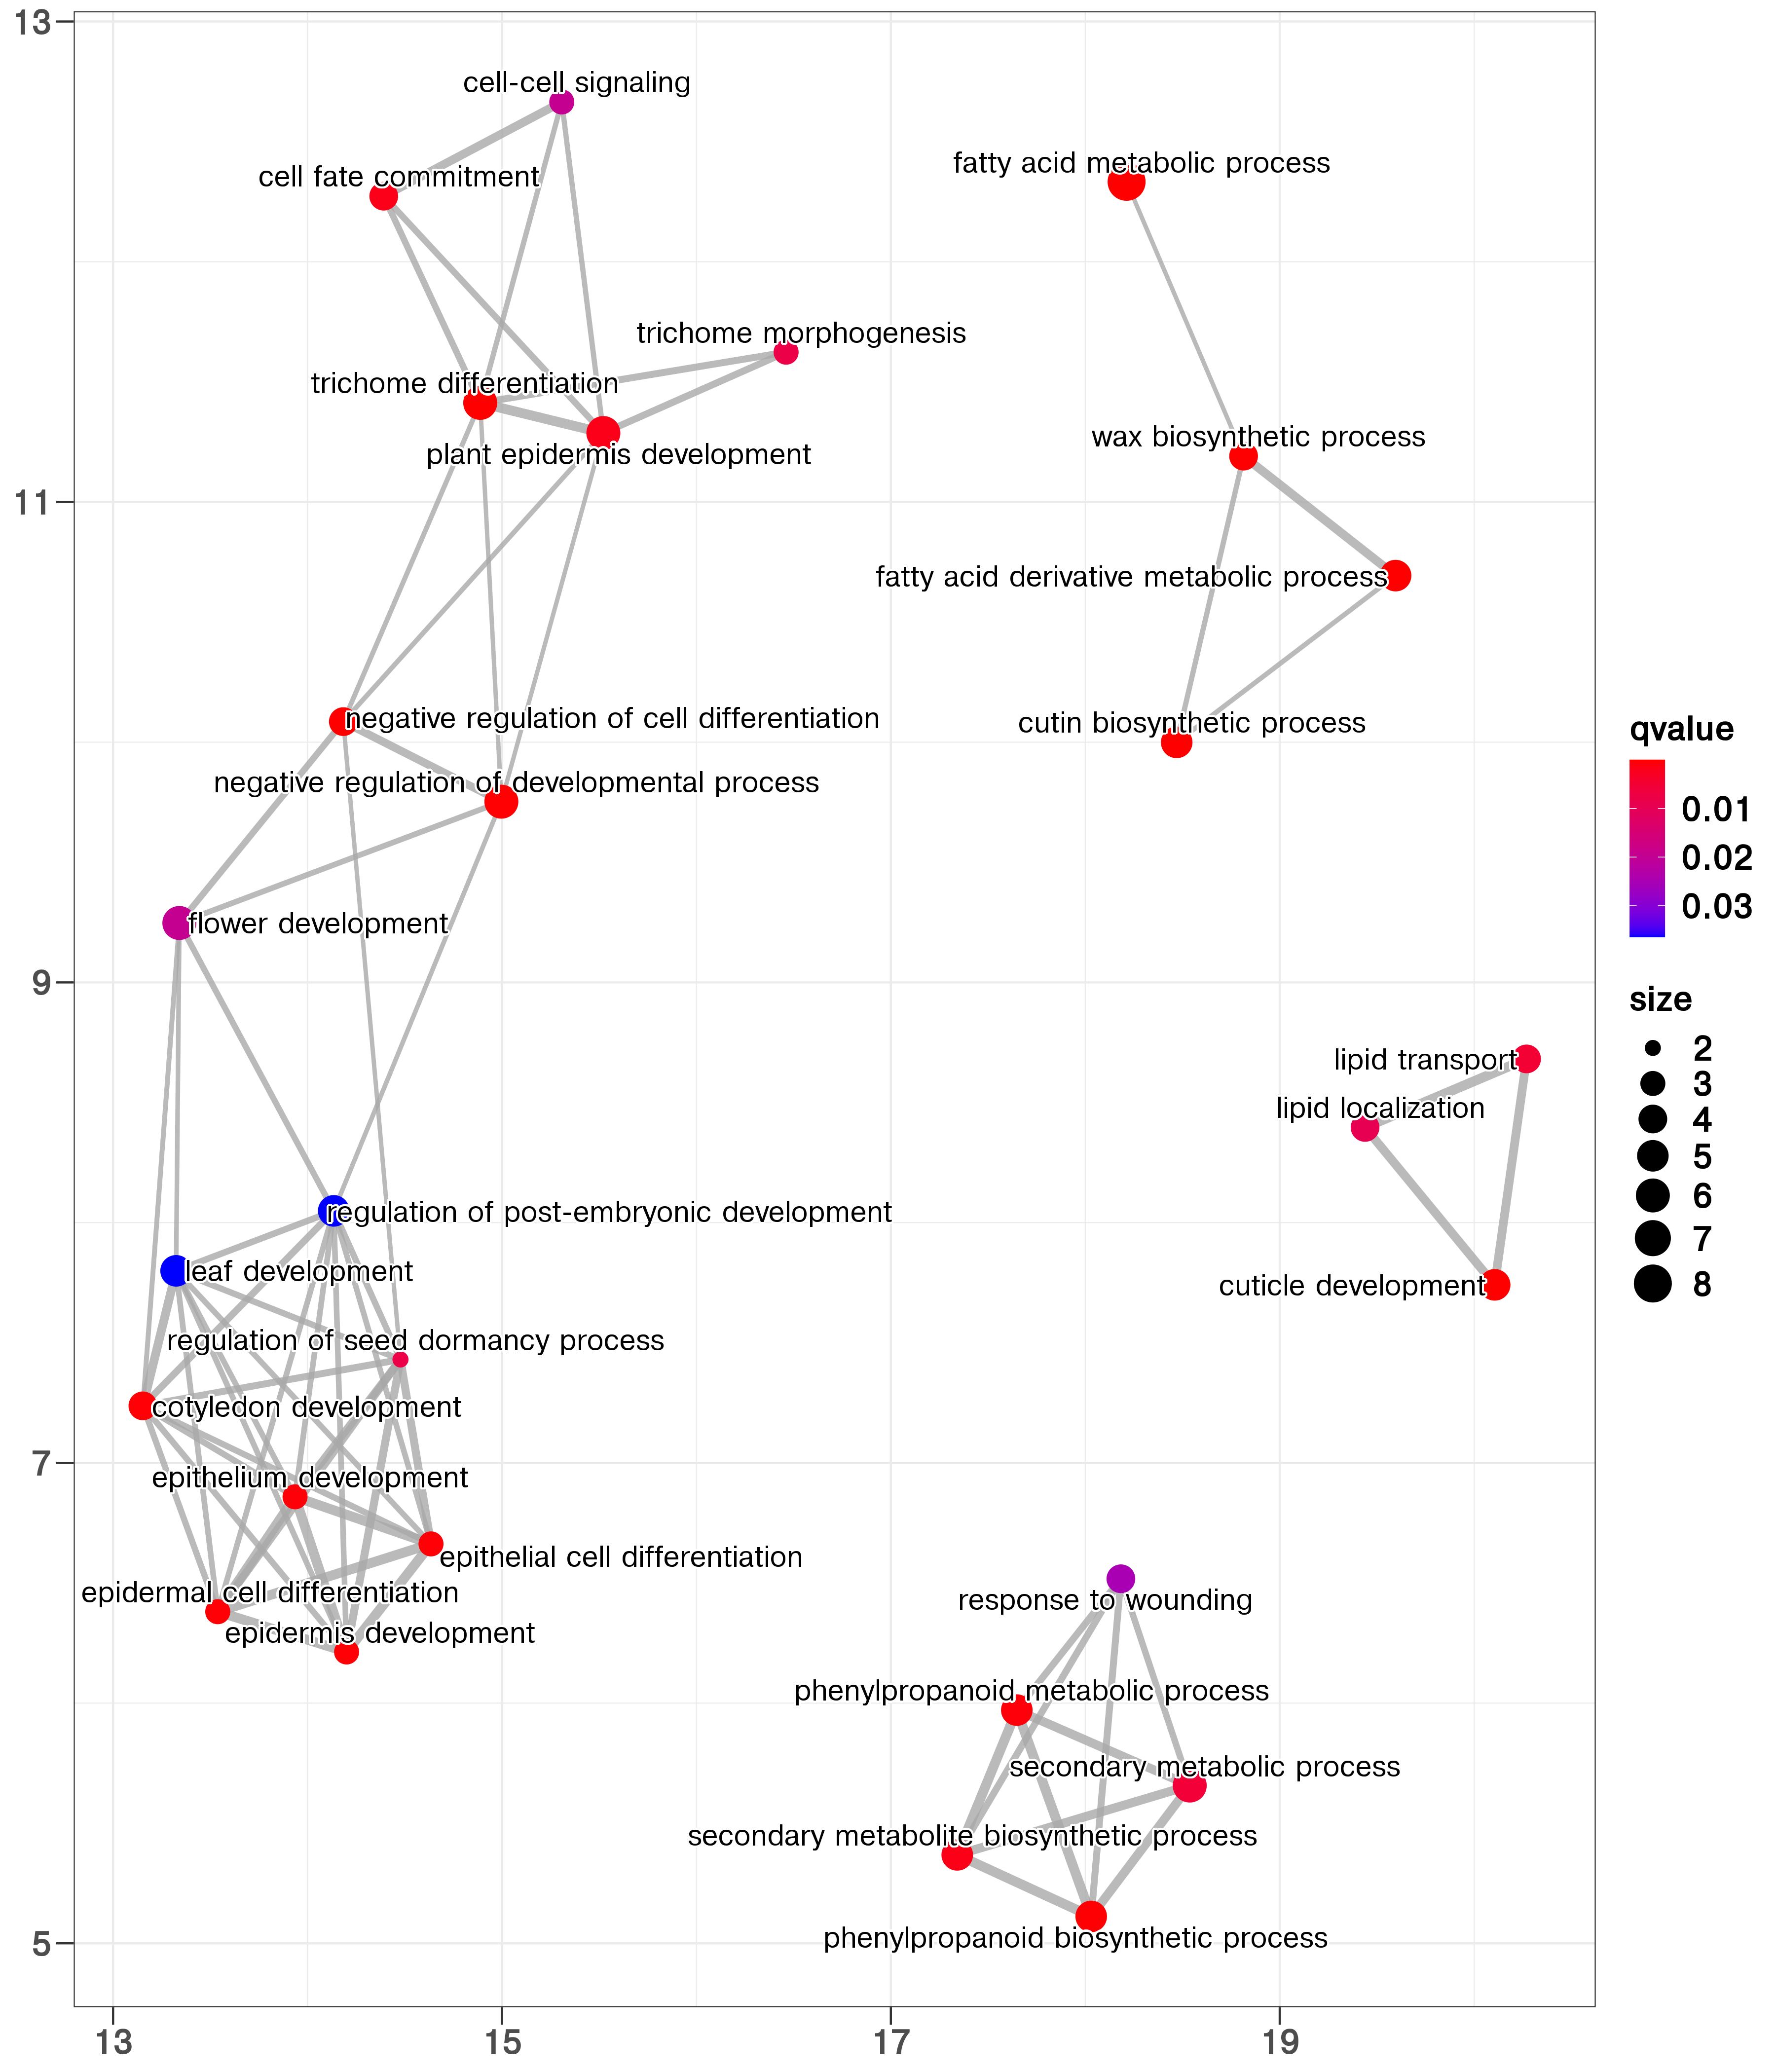 13
cell-cell signaling
fatty acid metabolic process
cell fate commitment
trichome morphogenesis
trichome differentiation
wax biosynthetic process
plant epidermis development
11
fatty acid derivative metabolic process
negative regulation of cell differentiation
cutin biosynthetic process
negative regulation of developmental process
flower development
9
lipid transport
lipid localization
regulation of post-embryonic development
leaf development
cuticle development
regulation of seed dormancy process
cotyledon development
7
epithelium development
epithelial cell differentiation
epidermal cell differentiation
response to wounding
epidermis development
phenylpropanoid metabolic process
secondary metabolic process
secondary metabolite biosynthetic process
phenylpropanoid biosynthetic process
5
13
15
17
19
qvalue
0.01
0.02
0.03
size
2
3
4
5
6
7
8